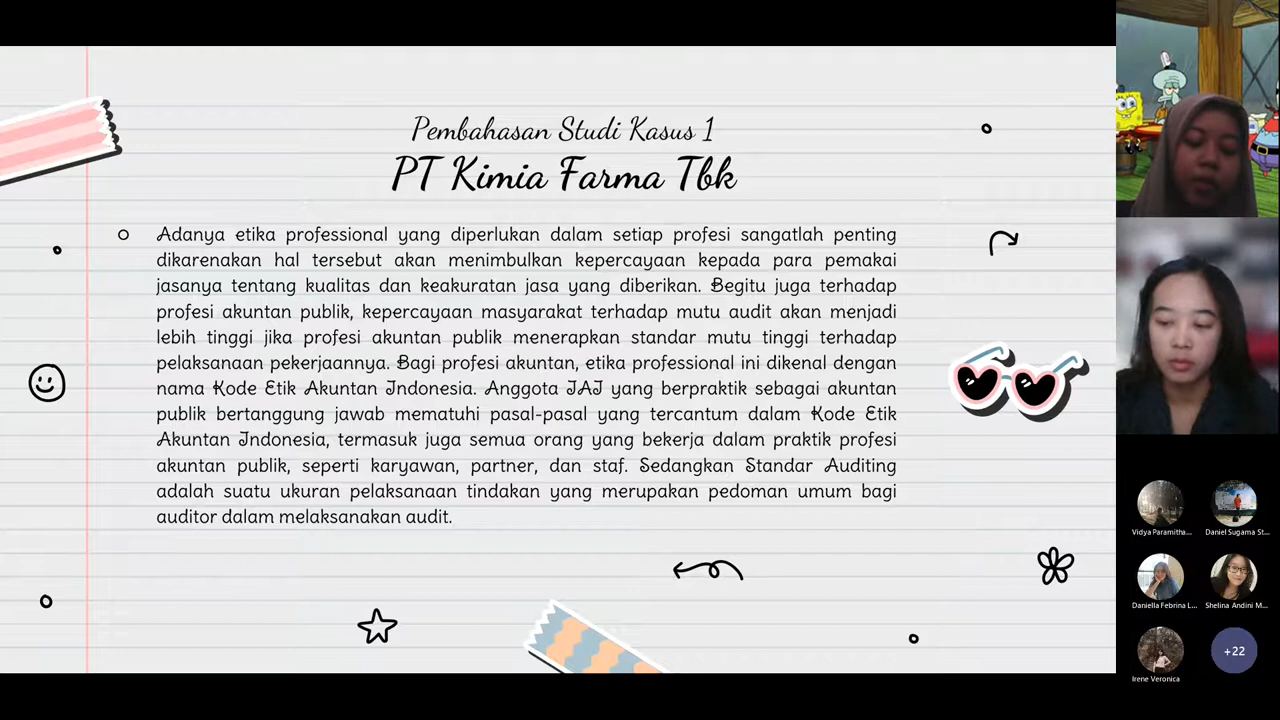 Pembahasan Studi Kasus 1
PT Kimia Farma Tbk
Adanya etika professional yang diperlukan dalam setiap profesi sangatlah penting
dikarenakan hal tersebut akan menimbulkan kepercayaan kepada para pemakai
jasanya tentang kualitas dan keakuratan jasa yang diberikan. Begitu juga terhadap
profesi akuntan publik, kepercayaan masyarakat terhadap mutu audit akan menjadi
lebih tinggi jika profesi akuntan publik menerapkan standar mutu tinggi terhadap
pelaksanaan pekerjaannya. Bagi profesi akuntan, etika professional ini dikenal dengan
nama Kode Etik Akuntan Indonesia. Anggota IAI yang berpraktik sebagai akuntan
publik bertanggung jawab mematuhi pasal-pasal yang tercantum dalam Kode Etik
Akuntan Indonesia, termasuk juga semua orang yang bekerja dalam praktik profesi
akuntan publik, seperti karyawan, partner, dan staf. Sedangkan Standar Auditing
adalah suatu ukuran pelaksanaan tindakan yang merupakan pedoman umum bagi
auditor dalam melaksanakan audit.
Vidya Paramitha...
Daniel Sugama St...
Daniella Febrina L...
Shelina Andini M...
Irene Veronica
+22